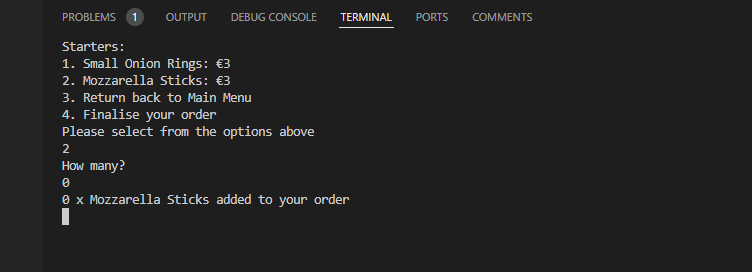 PROBLEMS 1 OUTPUT DEBUG CONSOLE TERMINAL PORTS COMMENTS
Starters:
1. Small Onion Rings: €3
2. Mozzarella Sticks: €3
3. Return back to Main Menu
4. Finalise your order
Please select from the options above
2
How many?
0
0 x Mozzarella Sticks added to your order